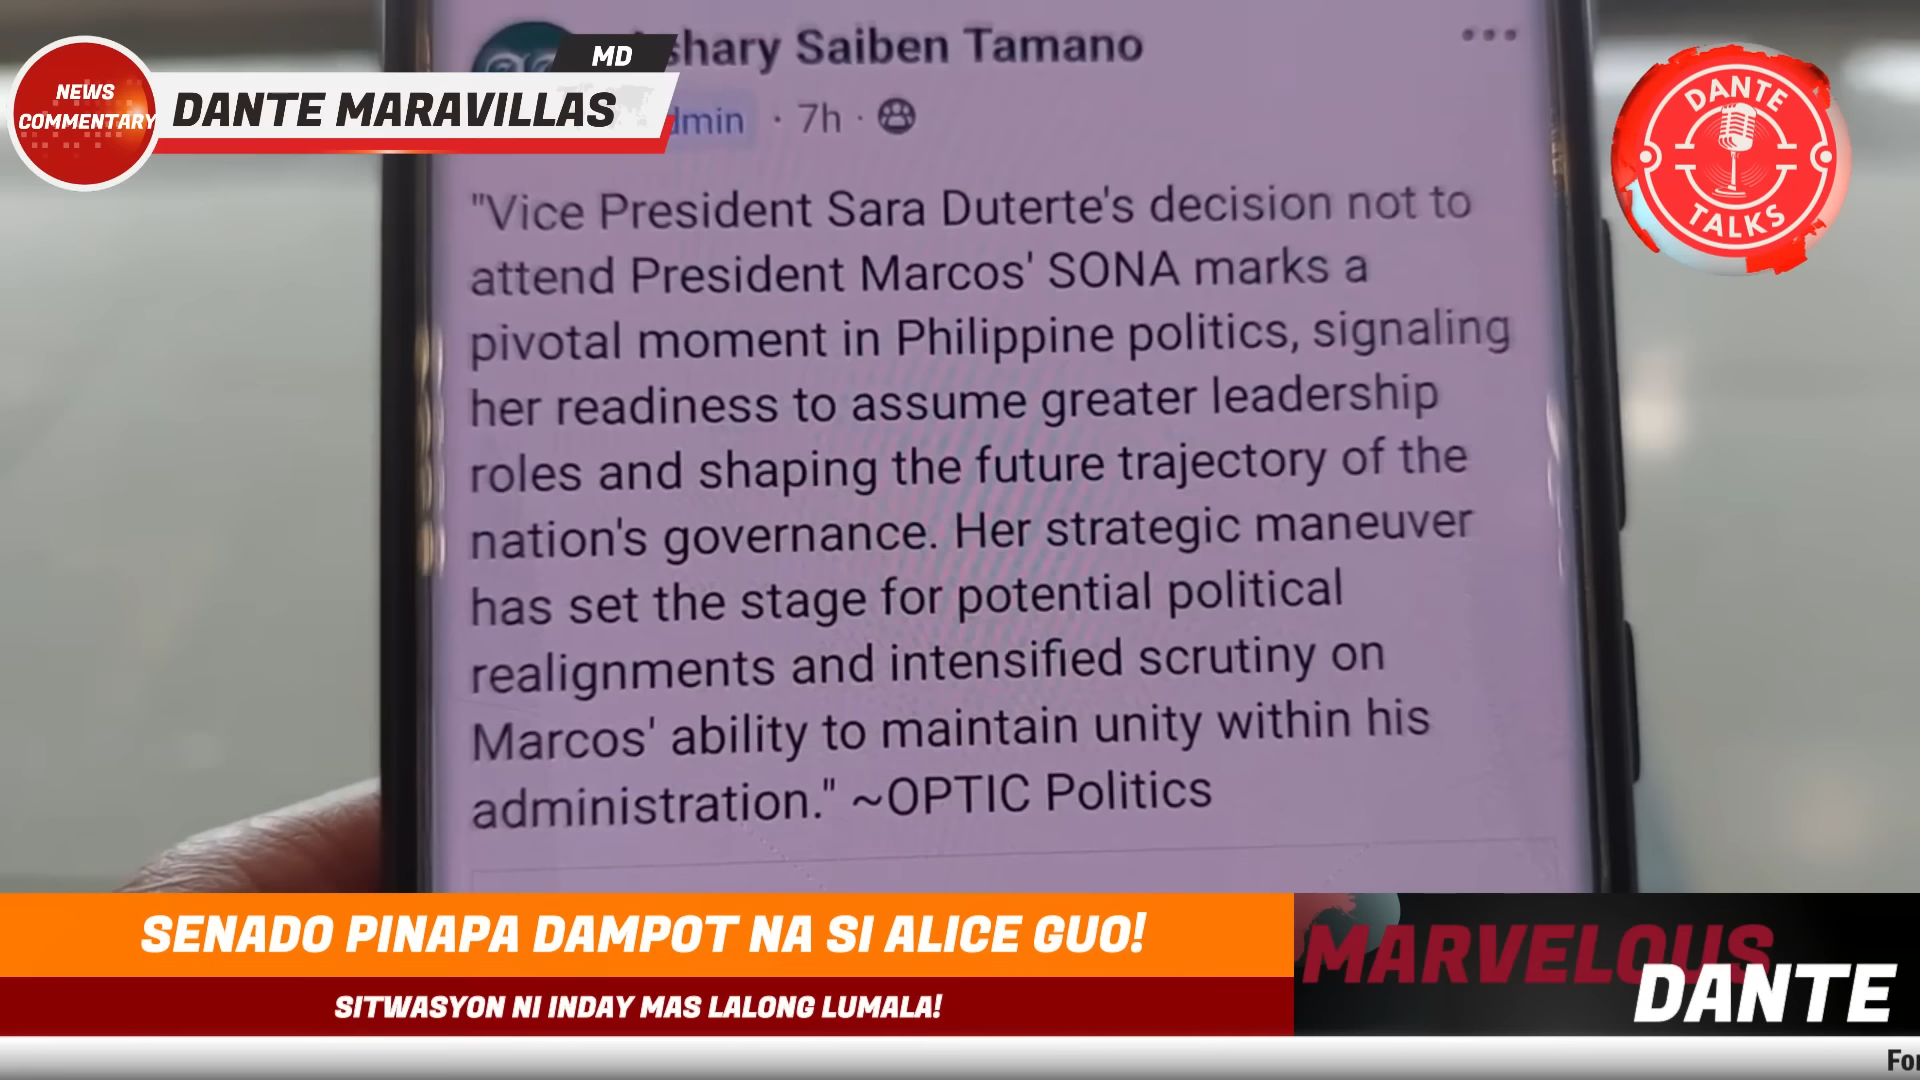 shary Saiben Tamano
MD
NEWS
COMMENTARY
DANTE MARAVILLAS
dmin · 7h ·
DANTE
TALKS
"Vice President Sara Duterte's decision not to
attend President Marcos' SONA marks a
pivotal moment in Philippine politics, signaling
her readiness to assume greater leadership
roles and shaping the future trajectory of the
nation's governance. Her strategic maneuver
has set the stage for potential political
realignments and intensified scrutiny on
Marcos' ability to maintain unity within his
administration." ~OPTIC Politics
SENADO PINAPA DAMPOT NA SI ALICE GUO!
SITWASYON NI INDAY MAS LALONG LUMALA!
MARVELOUS
DANTE